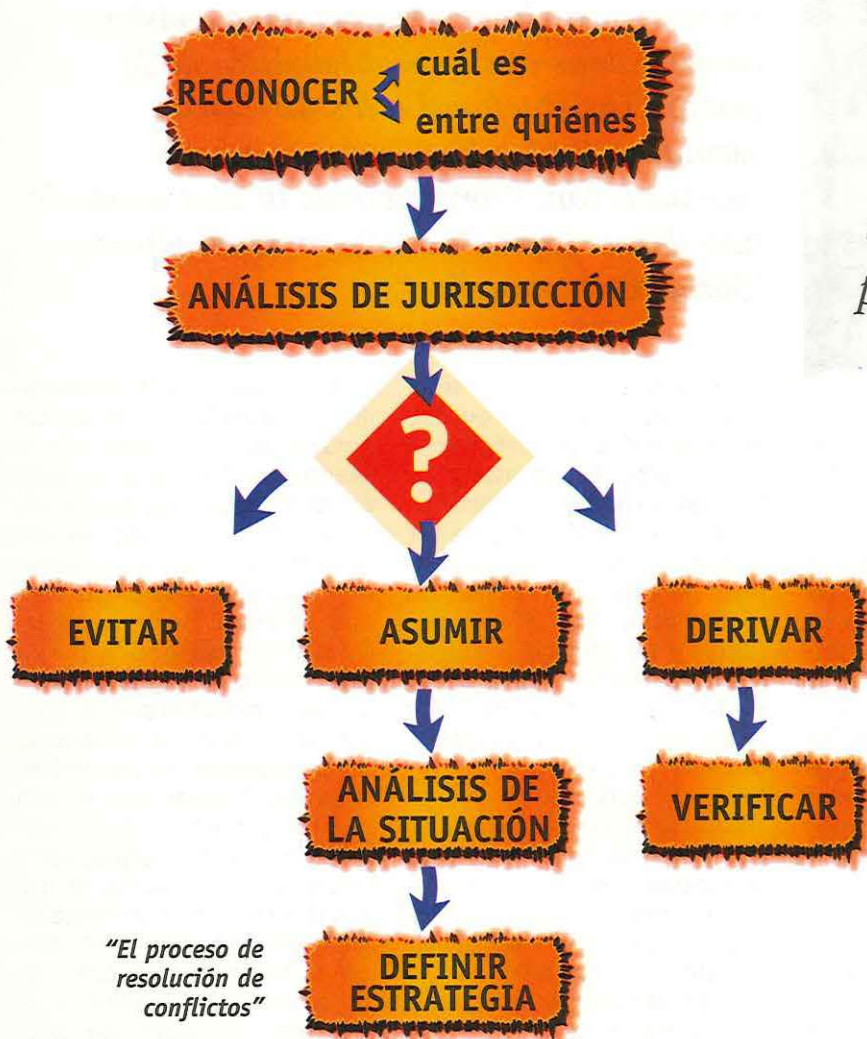 RECONOCER
cuál es
entre quiénes
ANÁLISIS DE JURISDICCIÓN
?
EVITAR
ASUMIR
DERIVAR
ANÁLISIS DE
LA SITUACIÓN
VERIFICAR
"El proceso de
resolución de
conflictos"
DEFINIR
ESTRATEGIA